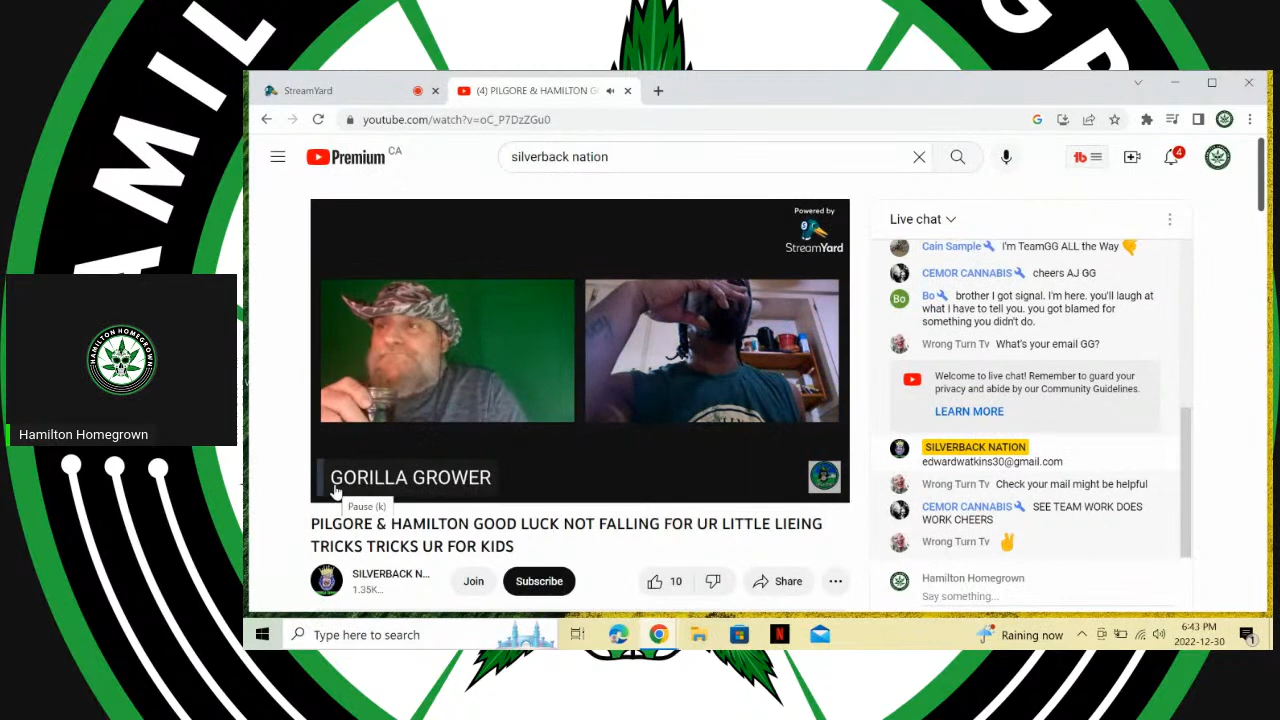 HAMIL
StreamYard
(4) PILGORE & HAMILTON G
youtube.com/watch?v=oC_P7DzZGu0
Premium CA
silverback nation
4
Powered by
StreamYard
GORILLA GROWER
Pause (k)
PILGORE & HAMILTON GOOD LUCK NOT FALLING FOR UR LITTLE LIEING
TRICKS TRICKS UR FOR KIDS
SILVERBACK N...
1.35K...
Join
Subscribe
10
Share
Live chat
Cain Sample I'm TeamGG ALL the Way
CEMOR CANNABIS cheers AJ GG
Bo
Bo brother I got signal. I'm here. you'll laugh at
what I have to tell you. you got blamed for
something you didn't do.
Wrong Turn Tv What's your email GG?
Welcome to live chat! Remember to guard your
privacy and abide by our Community Guidelines.
LEARN MORE
SILVERBACK NATION
edwardwatkins30@gmail.com
Wrong Turn Tv Check your mail might be helpful
CEMOR CANNABIS SEE TEAM WORK DOES
WORK CHEERS
Wrong Turn Tv
Hamilton Homegrown
Say something...
HAMILTON HOMEGROWN
Hamilton Homegrown
Type here to search
Raining now
6:43 PM
2022-12-30
1